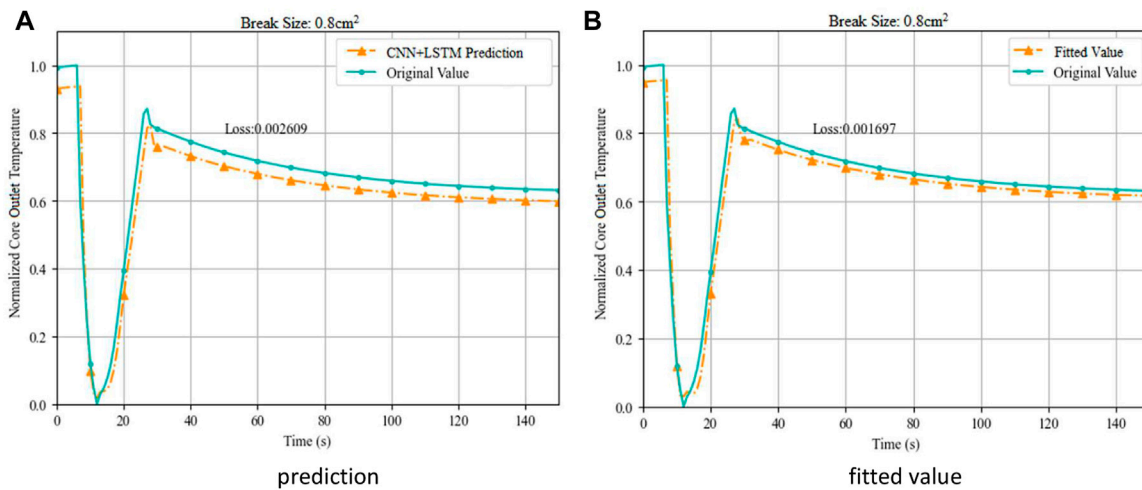 A
Break Size: 0.8cm²
CNN+LSTM Prediction
Original Value
Loss:0.002609
Normalized Core Outlet Temperature
1.0
0.8
0.6
0.4
0.2
0.0
0 20 40 60 80 100 120 140
Time (s)
prediction
B
Break Size: 0.8cm²
Fitted Value
Original Value
Loss:0.001697
Normalized Core Outlet Temperature
1.0
0.8
0.6
0.4
0.2
0.0
0 20 40 60 80 100 120 140
Time (s)
fitted value